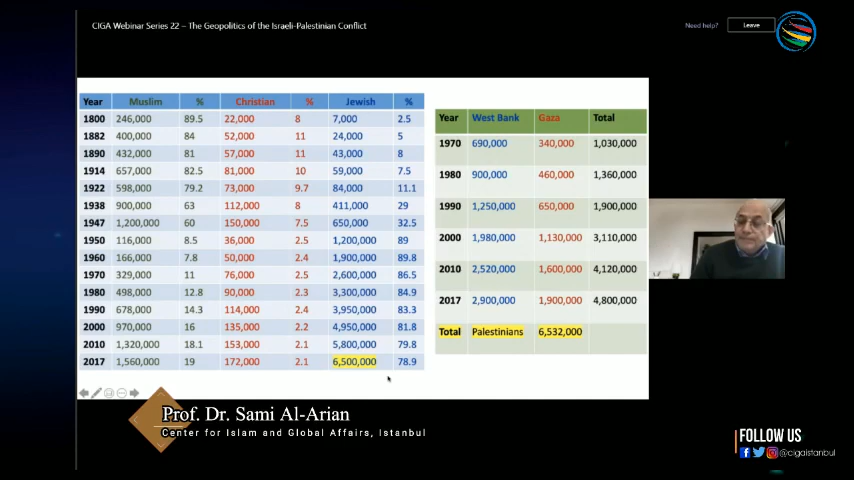 CIGA Webinar Series 22 – The Geopolitics of the Israeli-Palestinian Conflict
Need help?
Leave
Year Muslim % Christian % Jewish %
1800 246,000 89.5 22,000 8 7,000 2.5
1882 400,000 84 52,000 11 24,000 5
1890 432,000 81 57,000 11 43,000 8
1914 657,000 82.5 81,000 10 59,000 7.5
1922 598,000 79.2 73,000 9.7 84,000 11.1
1938 900,000 63 112,000 8 411,000 29
1947 1,200,000 60 150,000 7.5 650,000 32.5
1950 116,000 8.5 36,000 2.5 1,200,000 89
1960 166,000 7.8 50,000 2.4 1,900,000 89.8
1970 329,000 11 76,000 2.5 2,600,000 86.5
1980 498,000 12.8 90,000 2.3 3,300,000 84.9
1990 678,000 14.3 114,000 2.4 3,950,000 83.3
2000 970,000 16 135,000 2.2 4,950,000 81.8
2010 1,320,000 18.1 153,000 2.1 5,800,000 79.8
2017 1,560,000 19 172,000 2.1 6,500,000 78.9
Year West Bank Gaza Total
1970 690,000 340,000 1,030,000
1980 900,000 460,000 1,360,000
1990 1,250,000 650,000 1,900,000
2000 1,980,000 1,130,000 3,110,000
2010 2,520,000 1,600,000 4,120,000
2017 2,900,000 1,900,000 4,800,000
Total Palestinians 6,532,000
Prof. Dr. Sami Al-Arian
Center for Islam and Global Affairs, Istanbul
FOLLOW US
@cigaistanbul